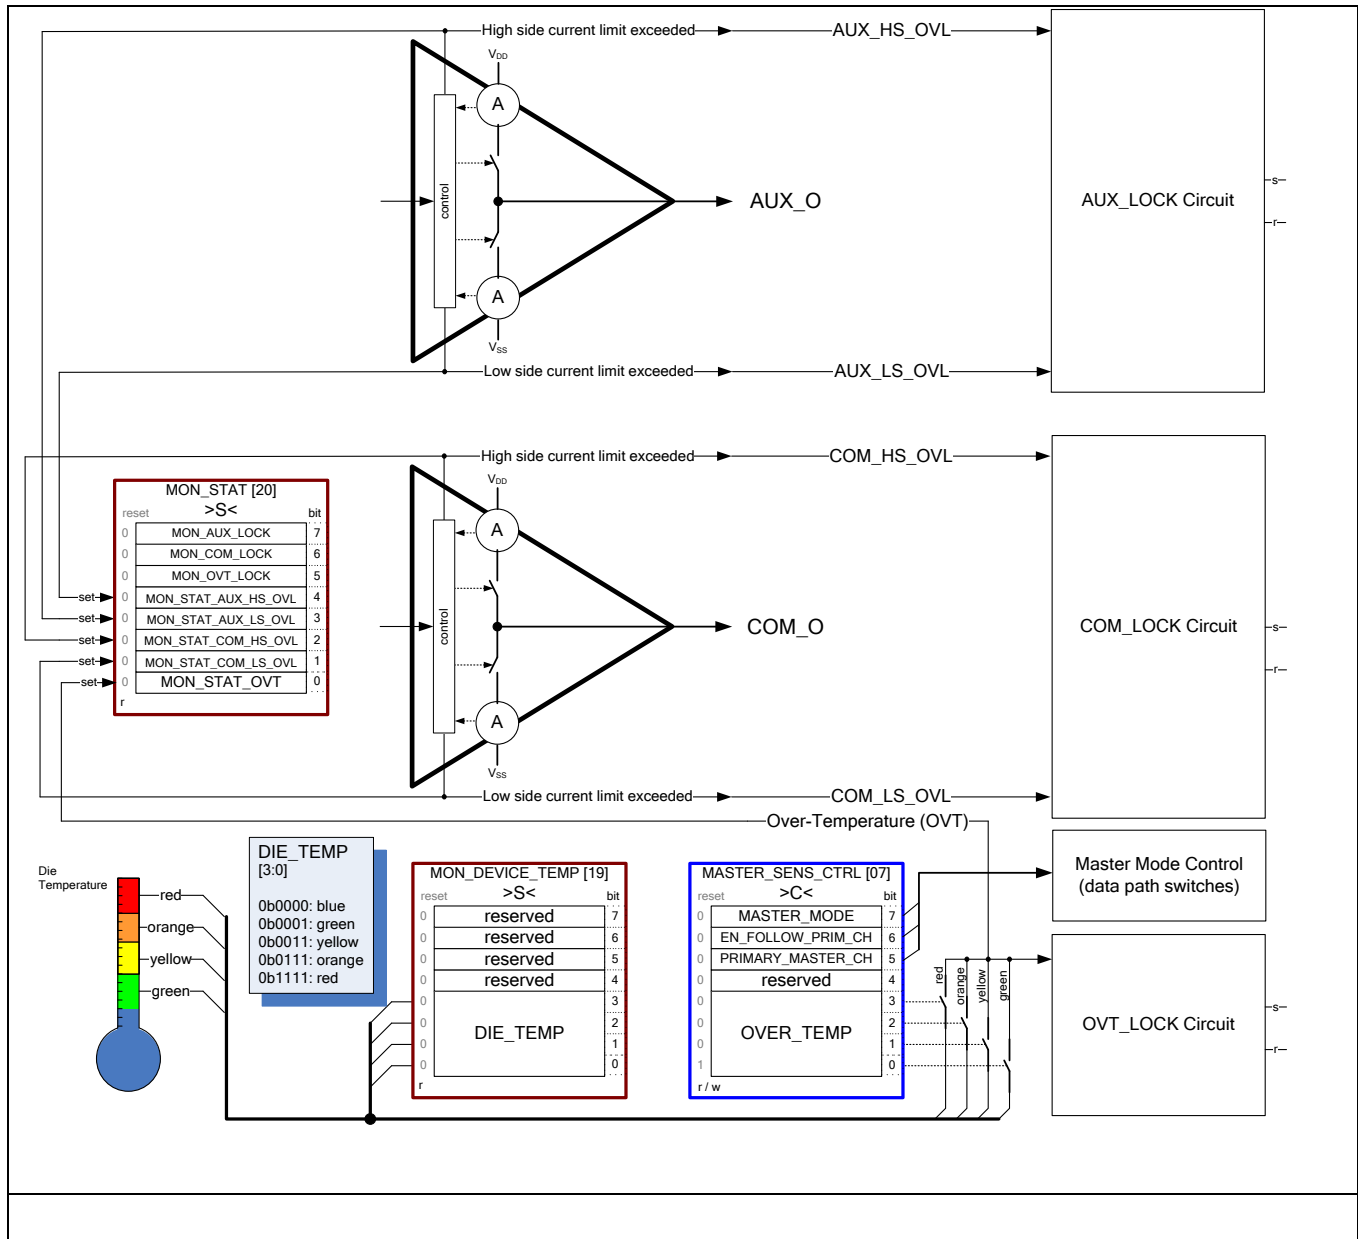 High side current limit exceeded
AUX_HS_OVL
VDD
A
control
AUX_O
AUX_LOCK Circuit
s
r
A
VSS
Low side current limit exceeded
AUX_LS_OVL
High side current limit exceeded
COM_HS_OVL
VDD
A
control
COM_O
COM_LOCK Circuit
s
r
A
VSS
Low side current limit exceeded
COM_LS_OVL
MON_STAT [20]
reset >S< bit
0 MON_AUX_LOCK 7
0 MON_COM_LOCK 6
0 MON_OVT_LOCK 5
set 0 MON_STAT_AUX_HS_OVL 4
set 0 MON_STAT_AUX_LS_OVL 3
set 0 MON_STAT_COM_HS_OVL 2
set 0 MON_STAT_COM_LS_OVL 1
set 0 MON_STAT_OVT 0
r
Over-Temperature (OVT)
Die
Temperature
red
orange
yellow
green
DIE_TEMP
[3:0]
0b0000: blue
0b0001: green
0b0011: yellow
0b0111: orange
0b1111: red
MON_DEVICE_TEMP [19]
reset >S< bit
0 reserved 7
0 reserved 6
0 reserved 5
0 reserved 4
0 3
0 DIE_TEMP 2
0 1
0 0
r
MASTER_SENS_CTRL [07]
reset >C< bit
0 MASTER_MODE 7
0 EN_FOLLOW_PRIM_CH 6
0 PRIMARY_MASTER_CH 5
0 reserved 4
0 3
0 OVER_TEMP 2
0 1
1 0
r / w
Master Mode Control
(data path switches)
red
orange
yellow
green
OVT_LOCK Circuit
s
r